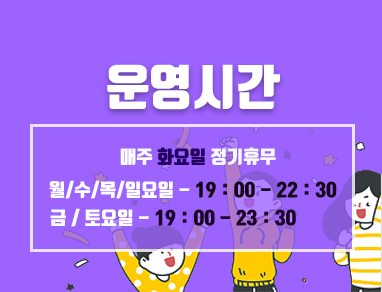 운영시간
매주 화요일 정기휴무
월/수/목/일요일 – 19 : 00 – 22 : 30
금 / 토요일 – 19 : 00 – 23 : 30